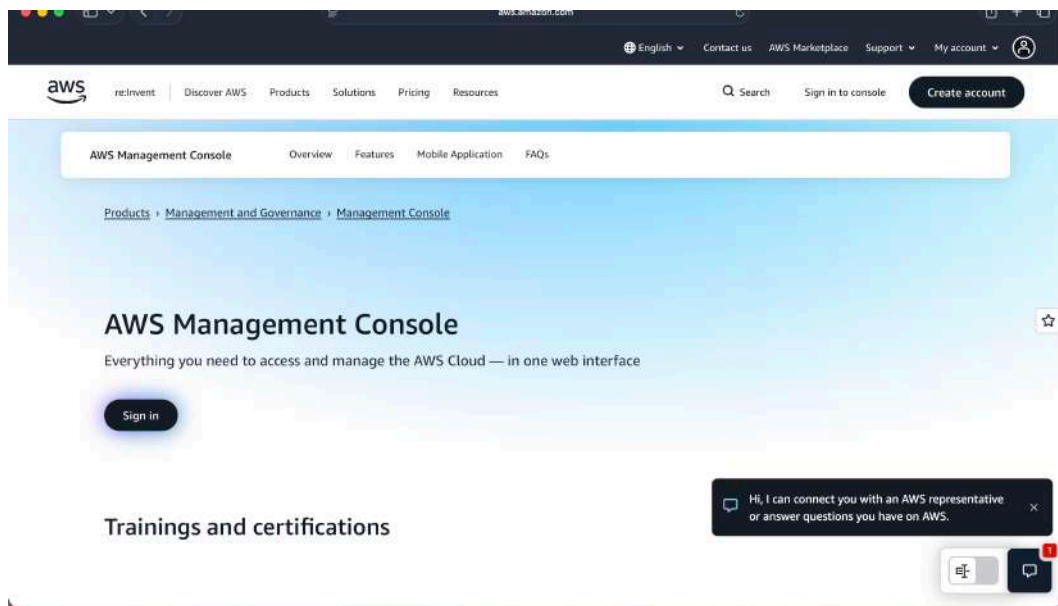 aws.amazon.com
English Contact us AWS Marketplace Support My account
aws re:Invent Discover AWS Products Solutions Pricing Resources Search Sign in to console Create account
AWS Management Console Overview Features Mobile Application FAQs
Products › Management and Governance › Management Console
AWS Management Console
Everything you need to access and manage the AWS Cloud — in one web interface
Sign in
Hi, I can connect you with an AWS representative
or answer questions you have on AWS.
Trainings and certifications
1